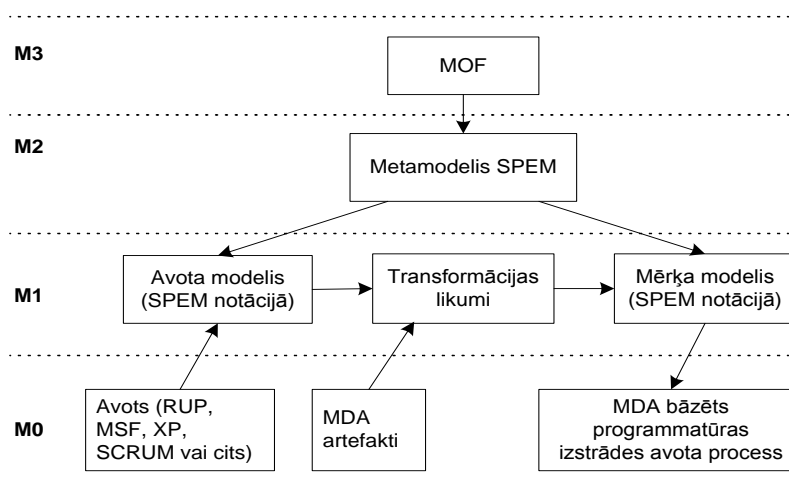 M3
MOF
M2
Metamodelis SPEM
M1
Avota modelis
(SPEM notācijā)
Transformācijas
likumi
Mērķa modelis
(SPEM notācijā)
M0
Avots (RUP,
MSF, XP,
SCRUM vai cits)
MDA
artefakti
MDA bāzēts
programmatūras
izstrādes avota process